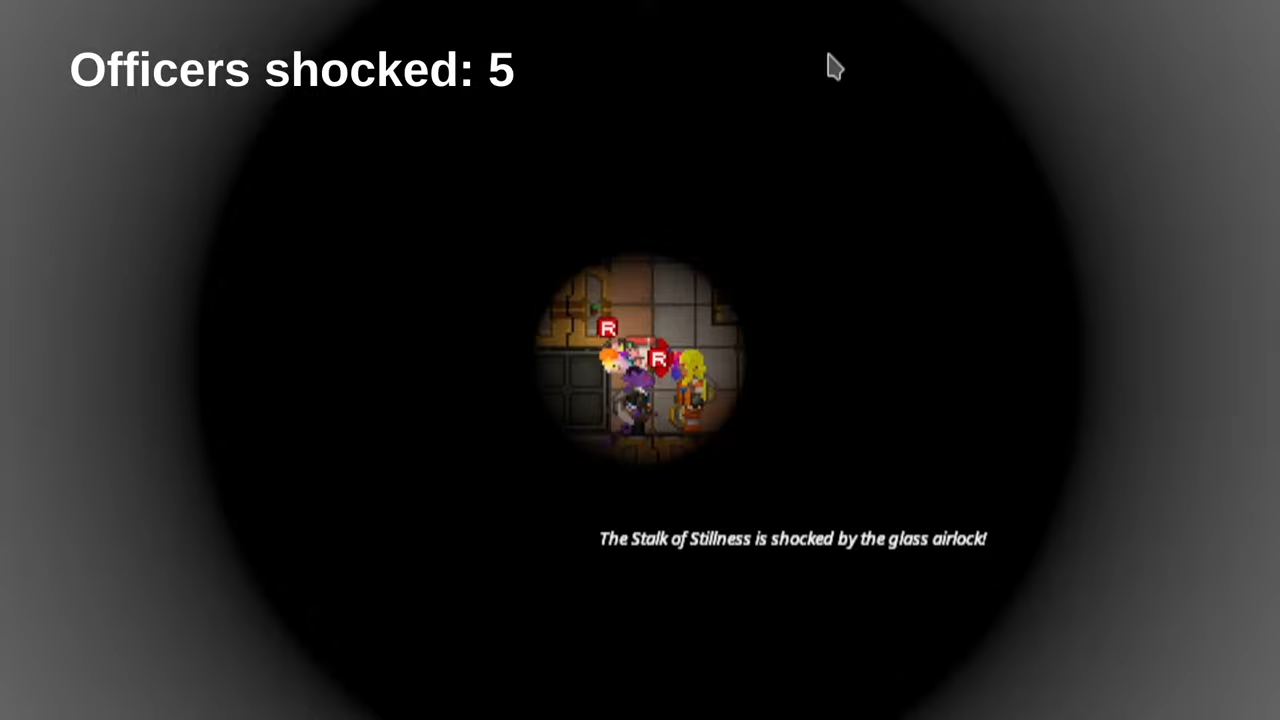 Officers shocked: 5
R
R
The Stalk of Stillness is shocked by the glass airlock!